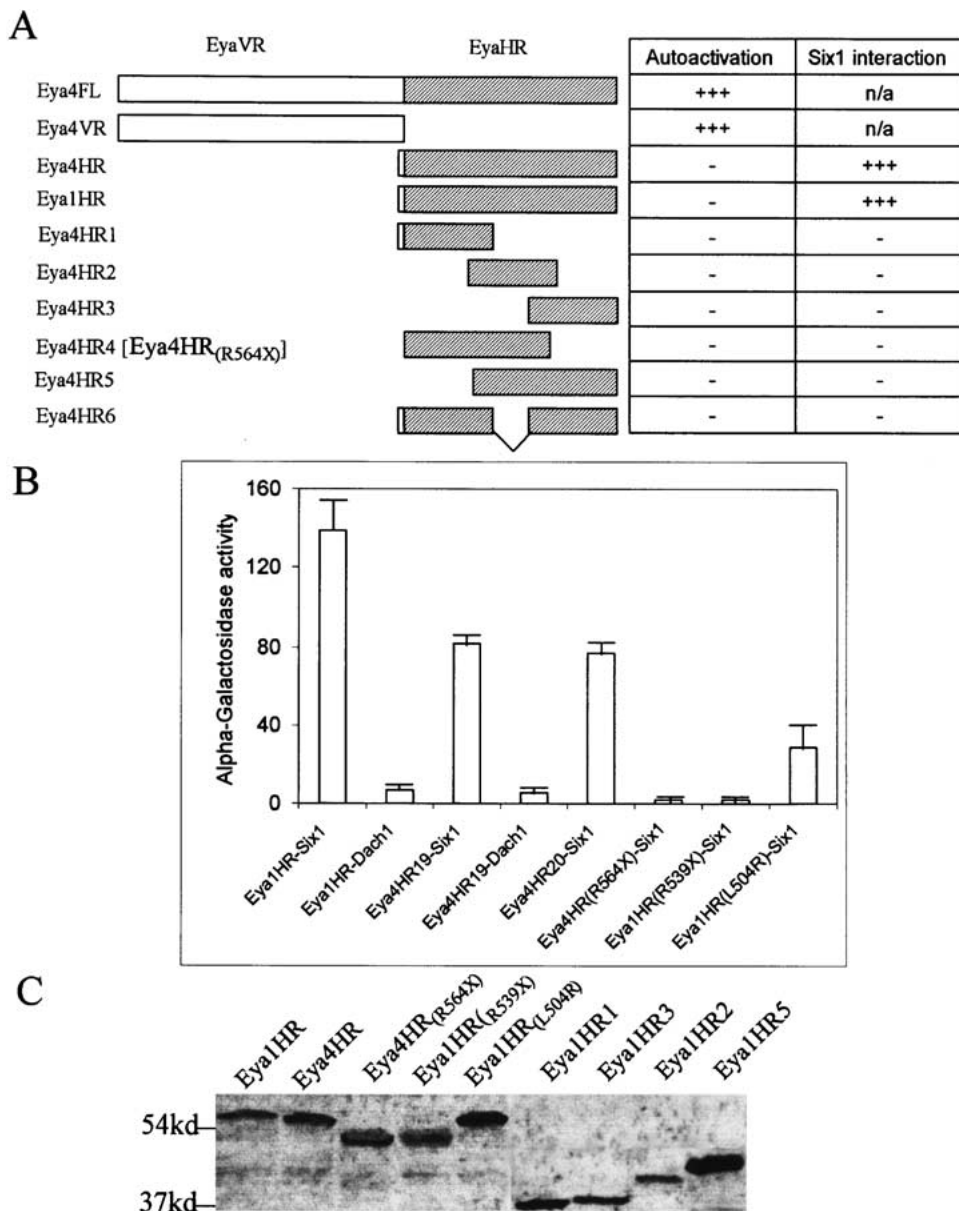 A
EyaVR EyaHR
Autoactivation Six1 interaction
Eya4FL +++ n/a
Eya4VR +++ n/a
Eya4HR - +++
Eya1HR - +++
Eya4HR1 - -
Eya4HR2 - -
Eya4HR3 - -
Eya4HR4 [Eya4HR(R564X)] - -
Eya4HR5 - -
Eya4HR6 - -
B
Alpha-Galactosidase activity
160
120
80
40
0
Eya1HR-Six1
Eya1HR-Dach1
Eya4HR19-Six1
Eya4HR19-Dach1
Eya4HR20-Six1
Eya4HR(R564X)-Six1
Eya1HR(R539X)-Six1
Eya1HR(L504R)-Six1
C
Eya1HR
Eya4HR
Eya4HR(R564X)
Eya1HR(R539X)
Eya1HR(L504R)
Eya1HR1
Eya1HR3
Eya1HR2
Eya1HR5
54kd
37kd